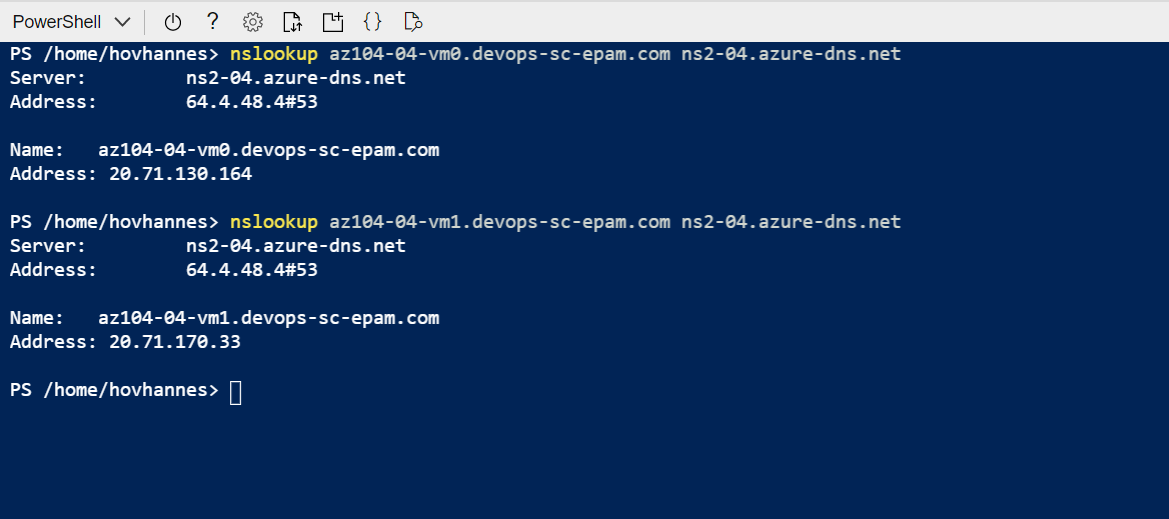 PowerShell
PS /home/hovhannes> nslookup az104-04-vm0.devops-sc-epam.com ns2-04.azure-dns.net
Server:         ns2-04.azure-dns.net
Address:        64.4.48.4#53
Name:   az104-04-vm0.devops-sc-epam.com
Address: 20.71.130.164
PS /home/hovhannes> nslookup az104-04-vm1.devops-sc-epam.com ns2-04.azure-dns.net
Server:         ns2-04.azure-dns.net
Address:        64.4.48.4#53
Name:   az104-04-vm1.devops-sc-epam.com
Address: 20.71.170.33
PS /home/hovhannes>